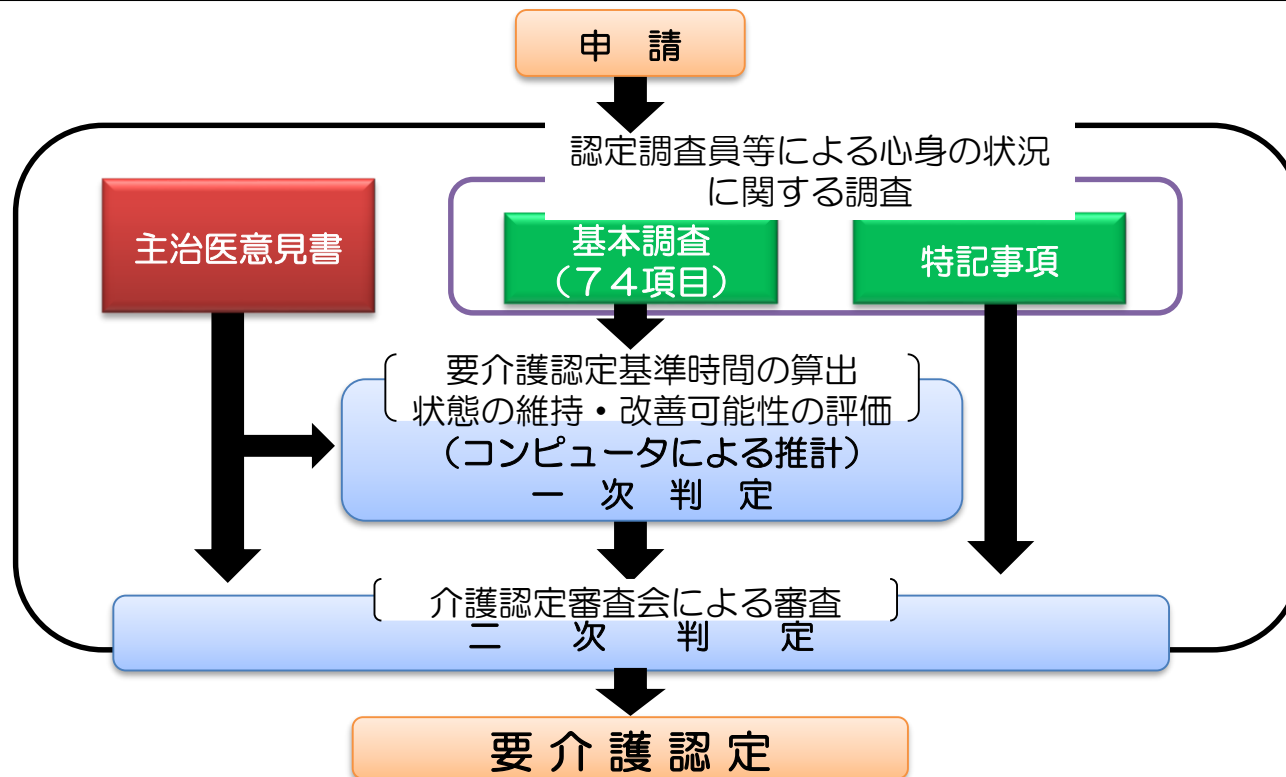 申　請
認定調査員等による心身の状況
に関する調査
主治医意見書
基本調査
（７４項目）
特記事項
要介護認定基準時間の算出
状態の維持・改善可能性の評価
（コンピュータによる推計）
一　次　判　定
介護認定審査会による審査
二　次　判　定
要介護認定